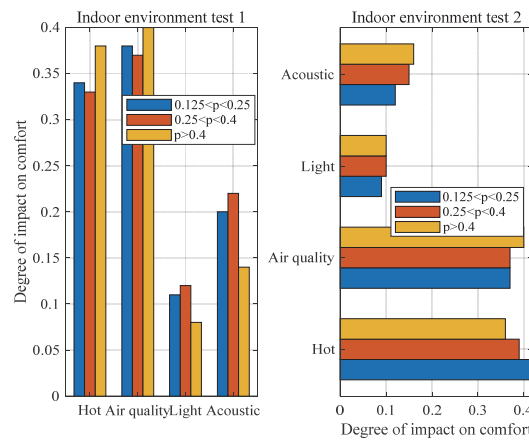 Indoor environment test 1
Degree of impact on comfort
0.4
0.35
0.3
0.25
0.2
0.15
0.1
0.05
0
0.125<p<0.25
0.25<p<0.4
p>0.4
Hot Air quality Light Acoustic
Indoor environment test 2
Acoustic
Light
Air quality
Hot
0.125<p<0.25
0.25<p<0.4
p>0.4
0 0.1 0.2 0.3 0.4
Degree of impact on comfort